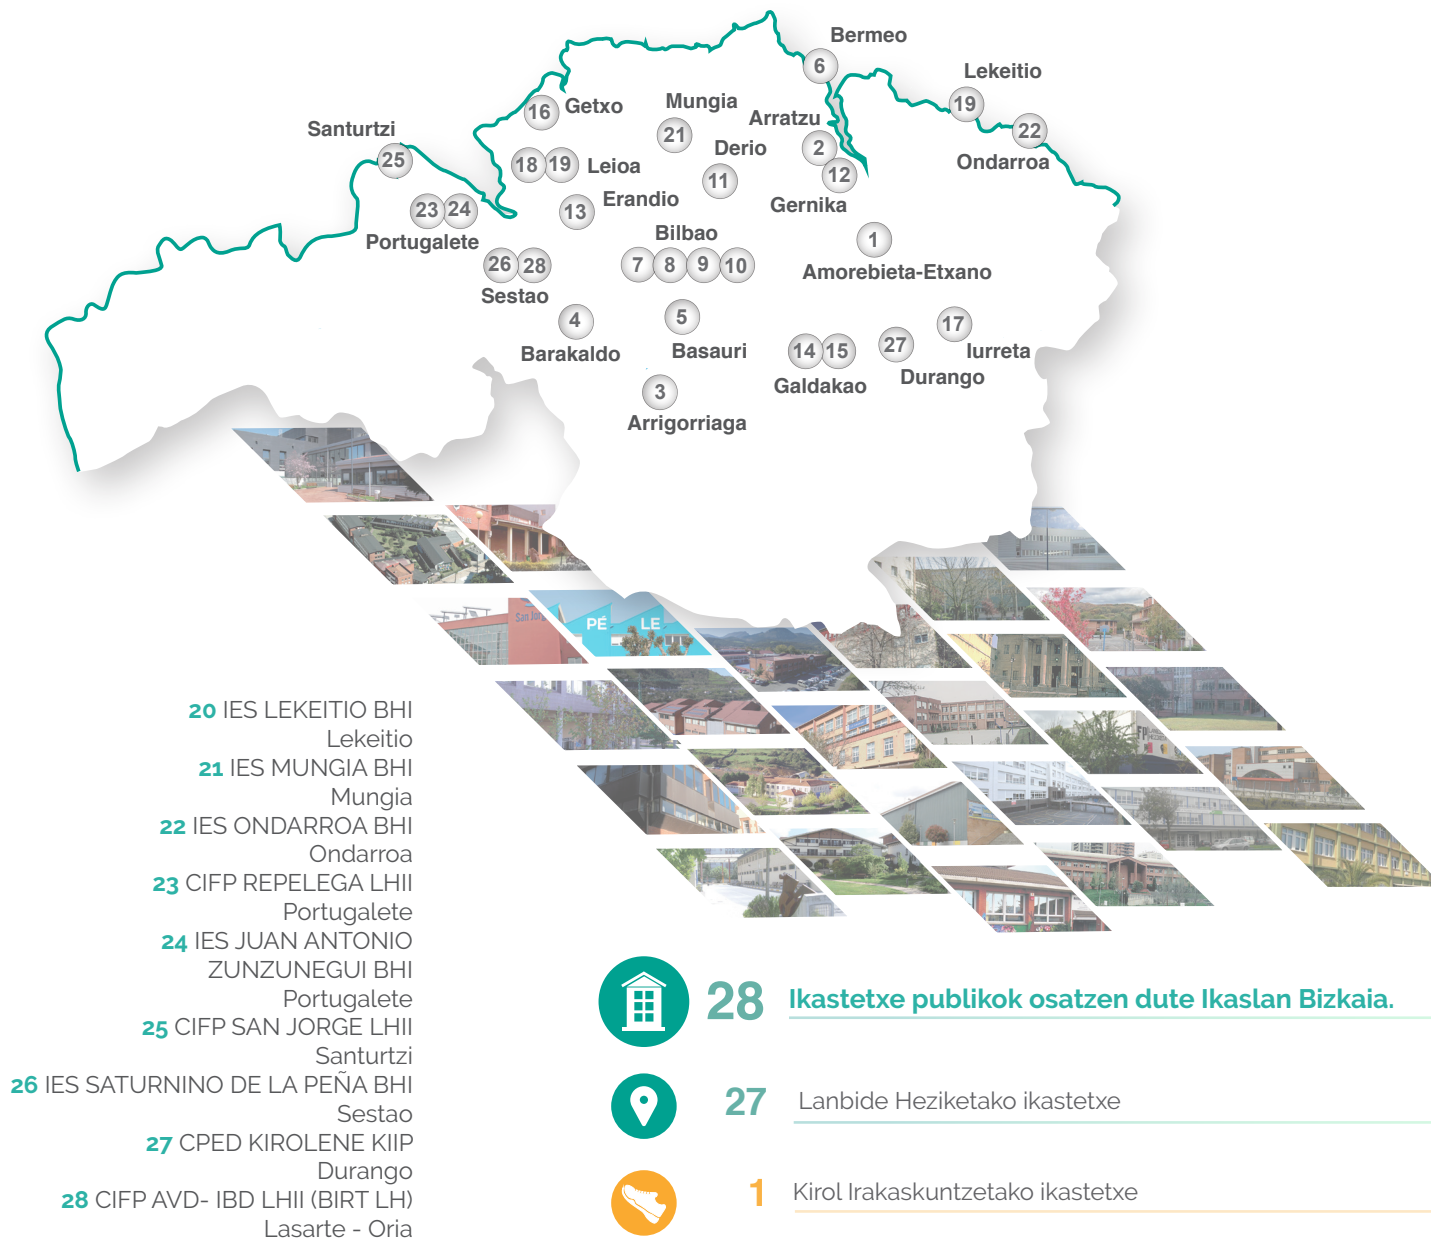 Bermeo
6
Lekeitio
19
Getxo
16
Mungia
21
Arratzu
2
22
Ondarroa
Santurtzi
25
Derio
11
18 19 Leioa
12
Gernika
Erandio
13
23 24
Portugalete
Bilbao
7 8 9 10
1
Amorebieta-Etxano
26 28
Sestao
4
Barakaldo
5
Basauri
17
Iurreta
14 15
Galdakao
27
Durango
3
Arrigorriaga
San Jorg
PÉ LE
20 IES LEKEITIO BHI
Lekeitio
21 IES MUNGIA BHI
Mungia
22 IES ONDARROA BHI
Ondarroa
23 CIFP REPELEGA LHII
Portugalete
24 IES JUAN ANTONIO
ZUNZUNEGUI BHI
Portugalete
25 CIFP SAN JORGE LHII
Santurtzi
26 IES SATURNINO DE LA PEÑA BHI
Sestao
27 CPED KIROLENE KIIP
Durango
28 CIFP AVD- IBD LHII (BIRT LH)
Lasarte - Oria
28 Ikastetxe publikok osatzen dute Ikaslan Bizkaia.
27 Lanbide Heziketako ikastetxe
1 Kirol Irakaskuntzetako ikastetxe